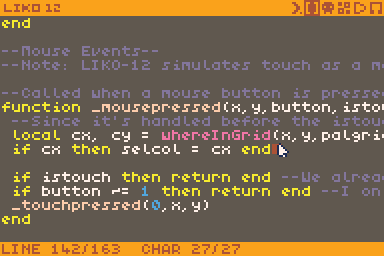 LIKO12
end
--Mouse Events--
--Note: LIKO-12 simulates touch as a m
--Called when a mouse button is presse
function _mousepressed(x,y,button,istou
--Since it's handled before the istou
local cx, cy = whereInGrid(x,y,palgri
if cx then selcol = cx end
if istouch then return end --We alrea
if button ~= 1 then return end --I on
_touchpressed(0,x,y)
end
LINE 142/163 CHAR 27/27